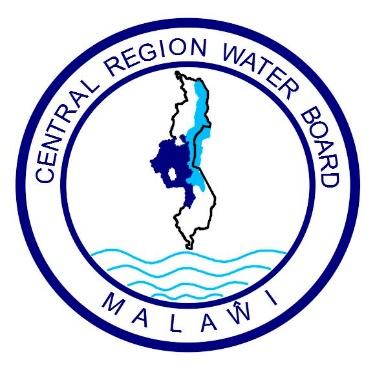 CENTRAL REGION WATER BOARD
MALAŴI